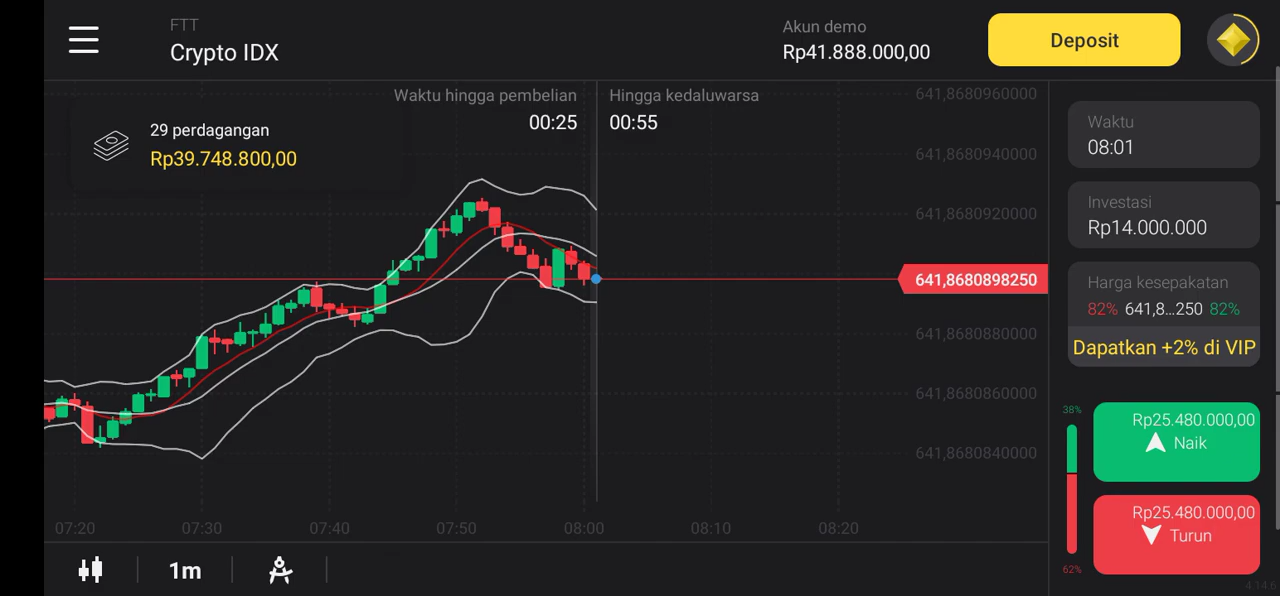 FTT
Crypto IDX
Akun demo
Rp41.888.000,00
Deposit
29 perdagangan
Rp39.748.800,00
Waktu hingga pembelian
00:25
Hingga kedaluwarsa
00:55
641,8680960000
641,8680940000
641,8680920000
641,8680898250
641,8680880000
641,8680860000
641,8680840000
07:20 07:30 07:40 07:50 08:00 08:10 08:20
1m
Waktu
08:01
Investasi
Rp14.000.000
Harga kesepakatan
82% 641,8...250 82%
Dapatkan +2% di VIP
38%
Rp25.480.000,00
Naik
Rp25.480.000,00
Turun
62%